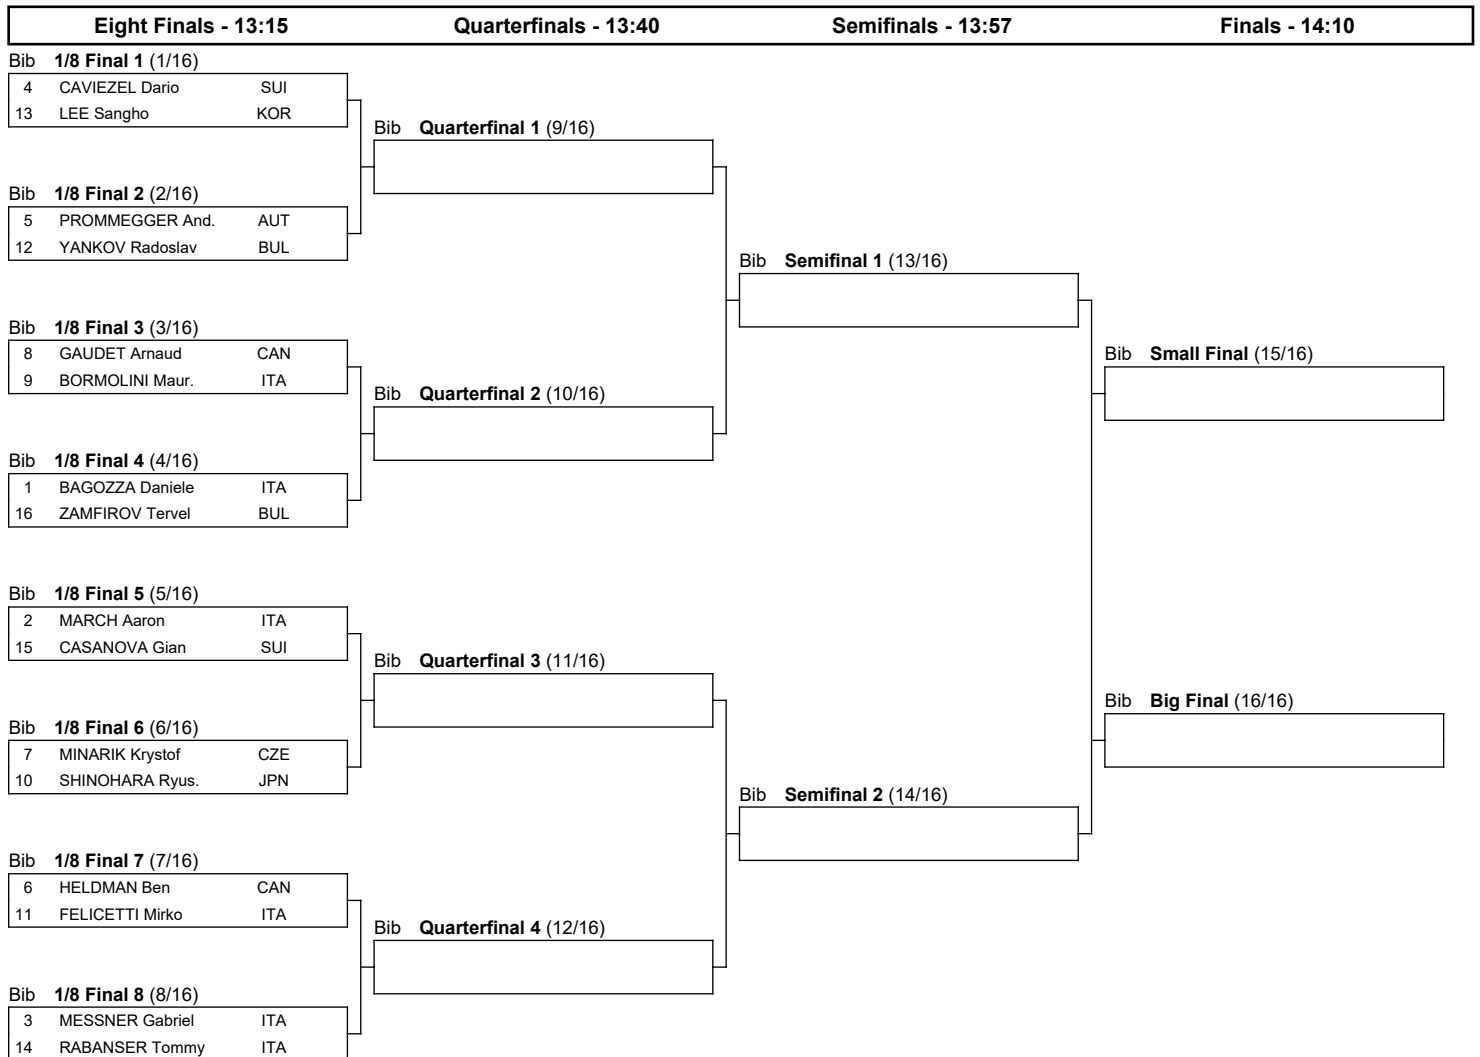 Eight Finals - 13:15 Quarterfinals - 13:40 Semifinals - 13:57 Finals - 14:10
Bib 1/8 Final 1 (1/16)
4 CAVIEZEL Dario SUI
13 LEE Sangho KOR
Bib Quarterfinal 1 (9/16)
Bib 1/8 Final 2 (2/16)
5 PROMMEGGER And. AUT
12 YANKOV Radoslav BUL
Bib Semifinal 1 (13/16)
Bib 1/8 Final 3 (3/16)
8 GAUDET Arnaud CAN
9 BORMOLINI Maur. ITA
Bib Small Final (15/16)
Bib Quarterfinal 2 (10/16)
Bib 1/8 Final 4 (4/16)
1 BAGOZZA Daniele ITA
16 ZAMFIROV Tervel BUL
Bib 1/8 Final 5 (5/16)
2 MARCH Aaron ITA
15 CASANOVA Gian SUI
Bib Quarterfinal 3 (11/16)
Bib Big Final (16/16)
Bib 1/8 Final 6 (6/16)
7 MINARIK Krystof CZE
10 SHINOHARA Ryus. JPN
Bib Semifinal 2 (14/16)
Bib 1/8 Final 7 (7/16)
6 HELDMAN Ben CAN
11 FELICETTI Mirko ITA
Bib Quarterfinal 4 (12/16)
Bib 1/8 Final 8 (8/16)
3 MESSNER Gabriel ITA
14 RABANSER Tommy ITA